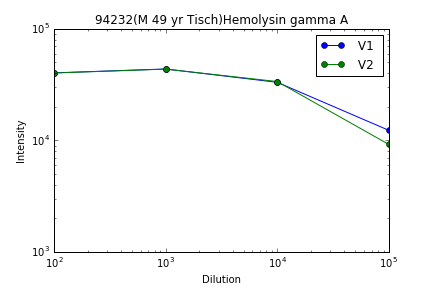 94232(M 49 yr Tisch)Hemolysin gamma A
10^5
V1
V2
10^4
Intensity
10^3
10^2 10^3 10^4 10^5
Dilution